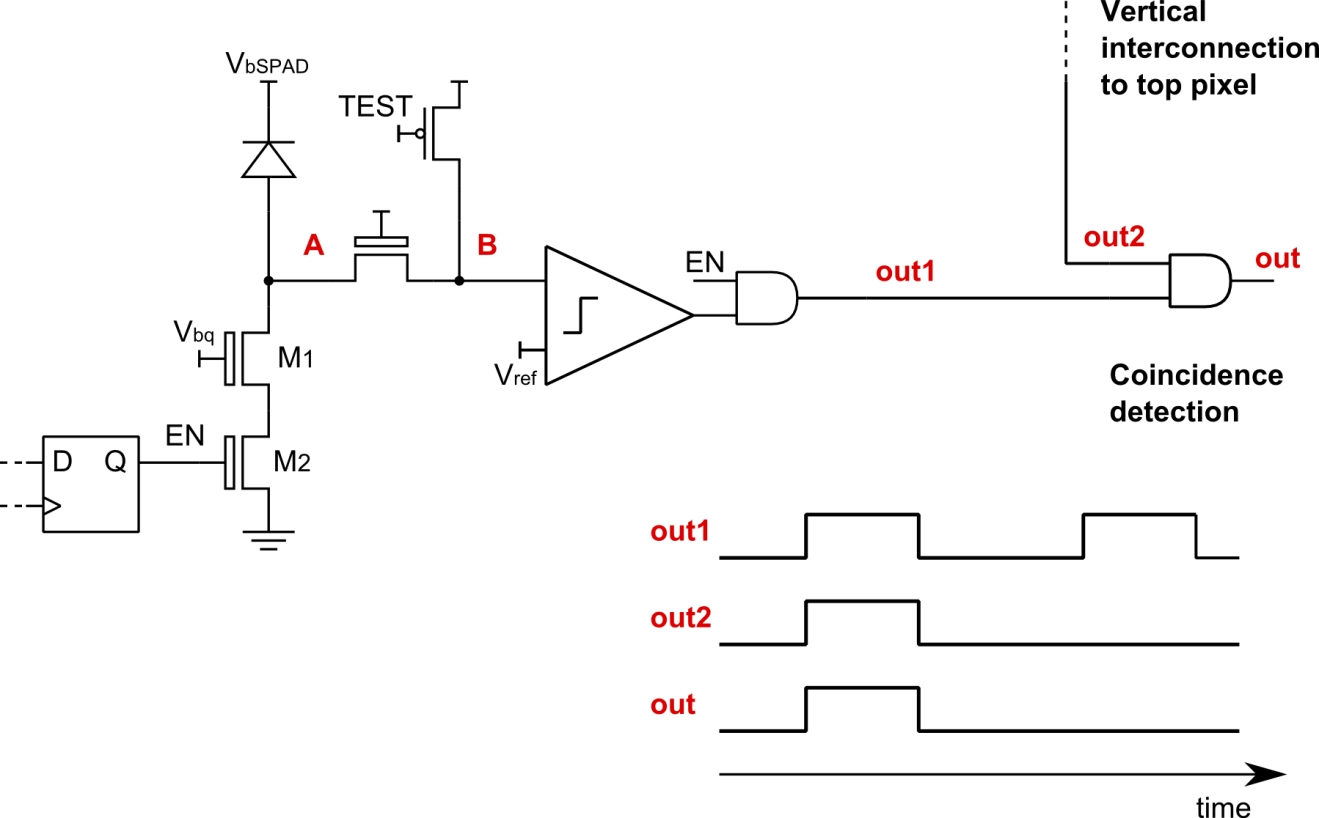 Vertical
interconnection
to top pixel
VbSPAD
TEST
A
B
EN
out1
out2
out
Vbq
M1
Vref
Coincidence
detection
EN
D Q
M2
out1
out2
out
time